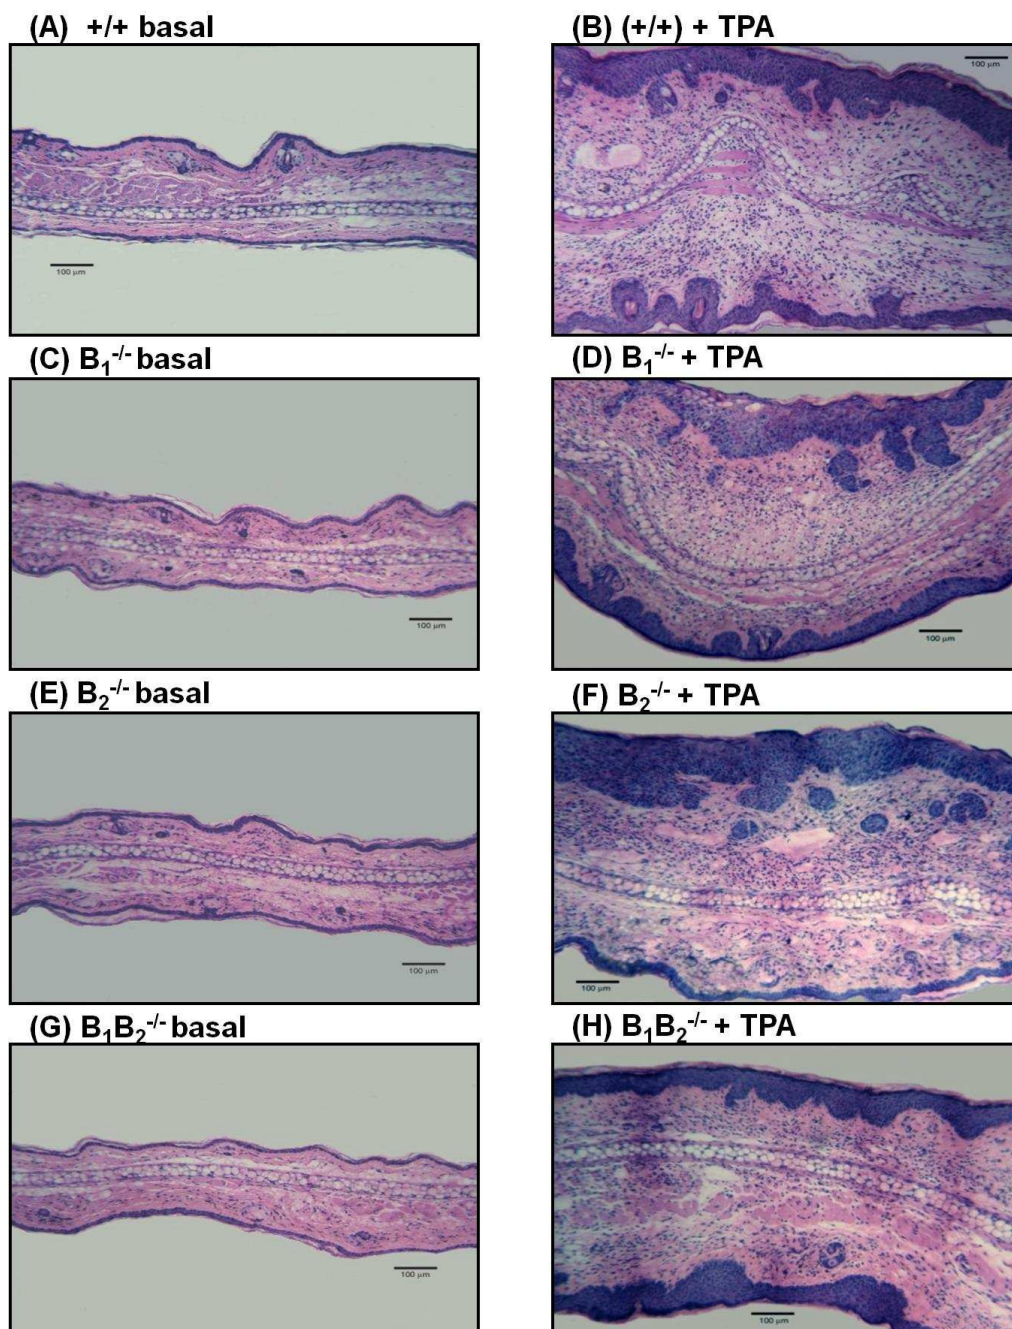 (A) +/+ basal
(B) (+/+) + TPA
100 µm
100 µm
(C) B₁⁻/⁻ basal
(D) B₁⁻/⁻ + TPA
100 µm
100 µm
(E) B₂⁻/⁻ basal
(F) B₂⁻/⁻ + TPA
100 µm
100 µm
(G) B₁B₂⁻/⁻ basal
(H) B₁B₂⁻/⁻ + TPA
100 µm
100 µm